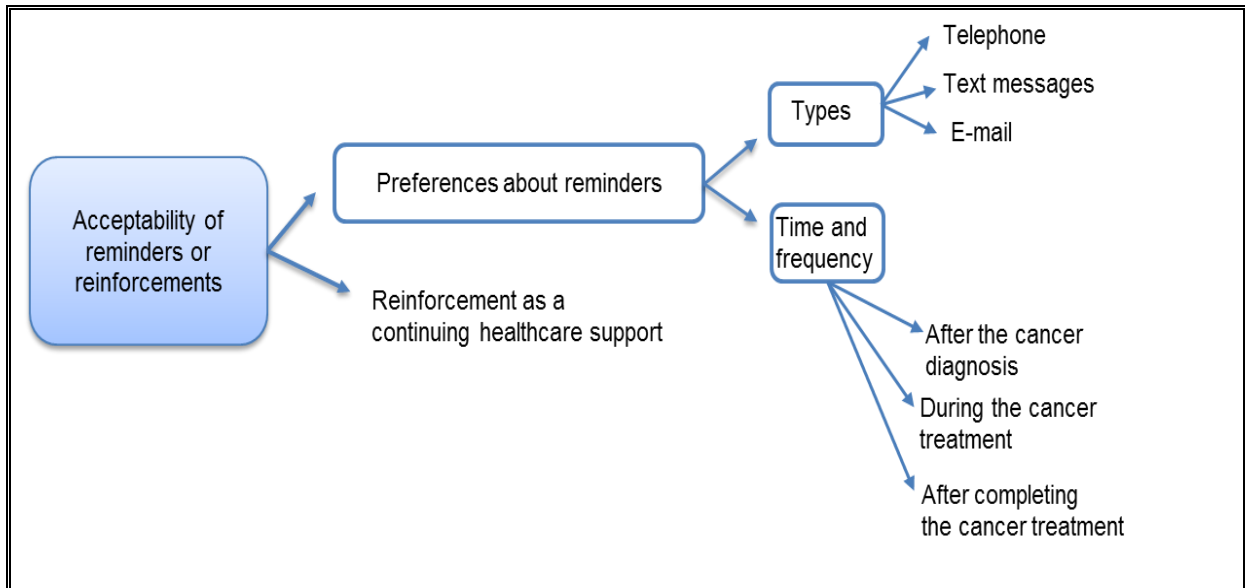 Acceptability of
reminders or
reinforcements
Preferences about reminders
Reinforcement as a
continuing healthcare support
Types
Telephone
Text messages
E-mail
Time and
frequency
After the cancer
diagnosis
During the cancer
treatment
After completing
the cancer treatment